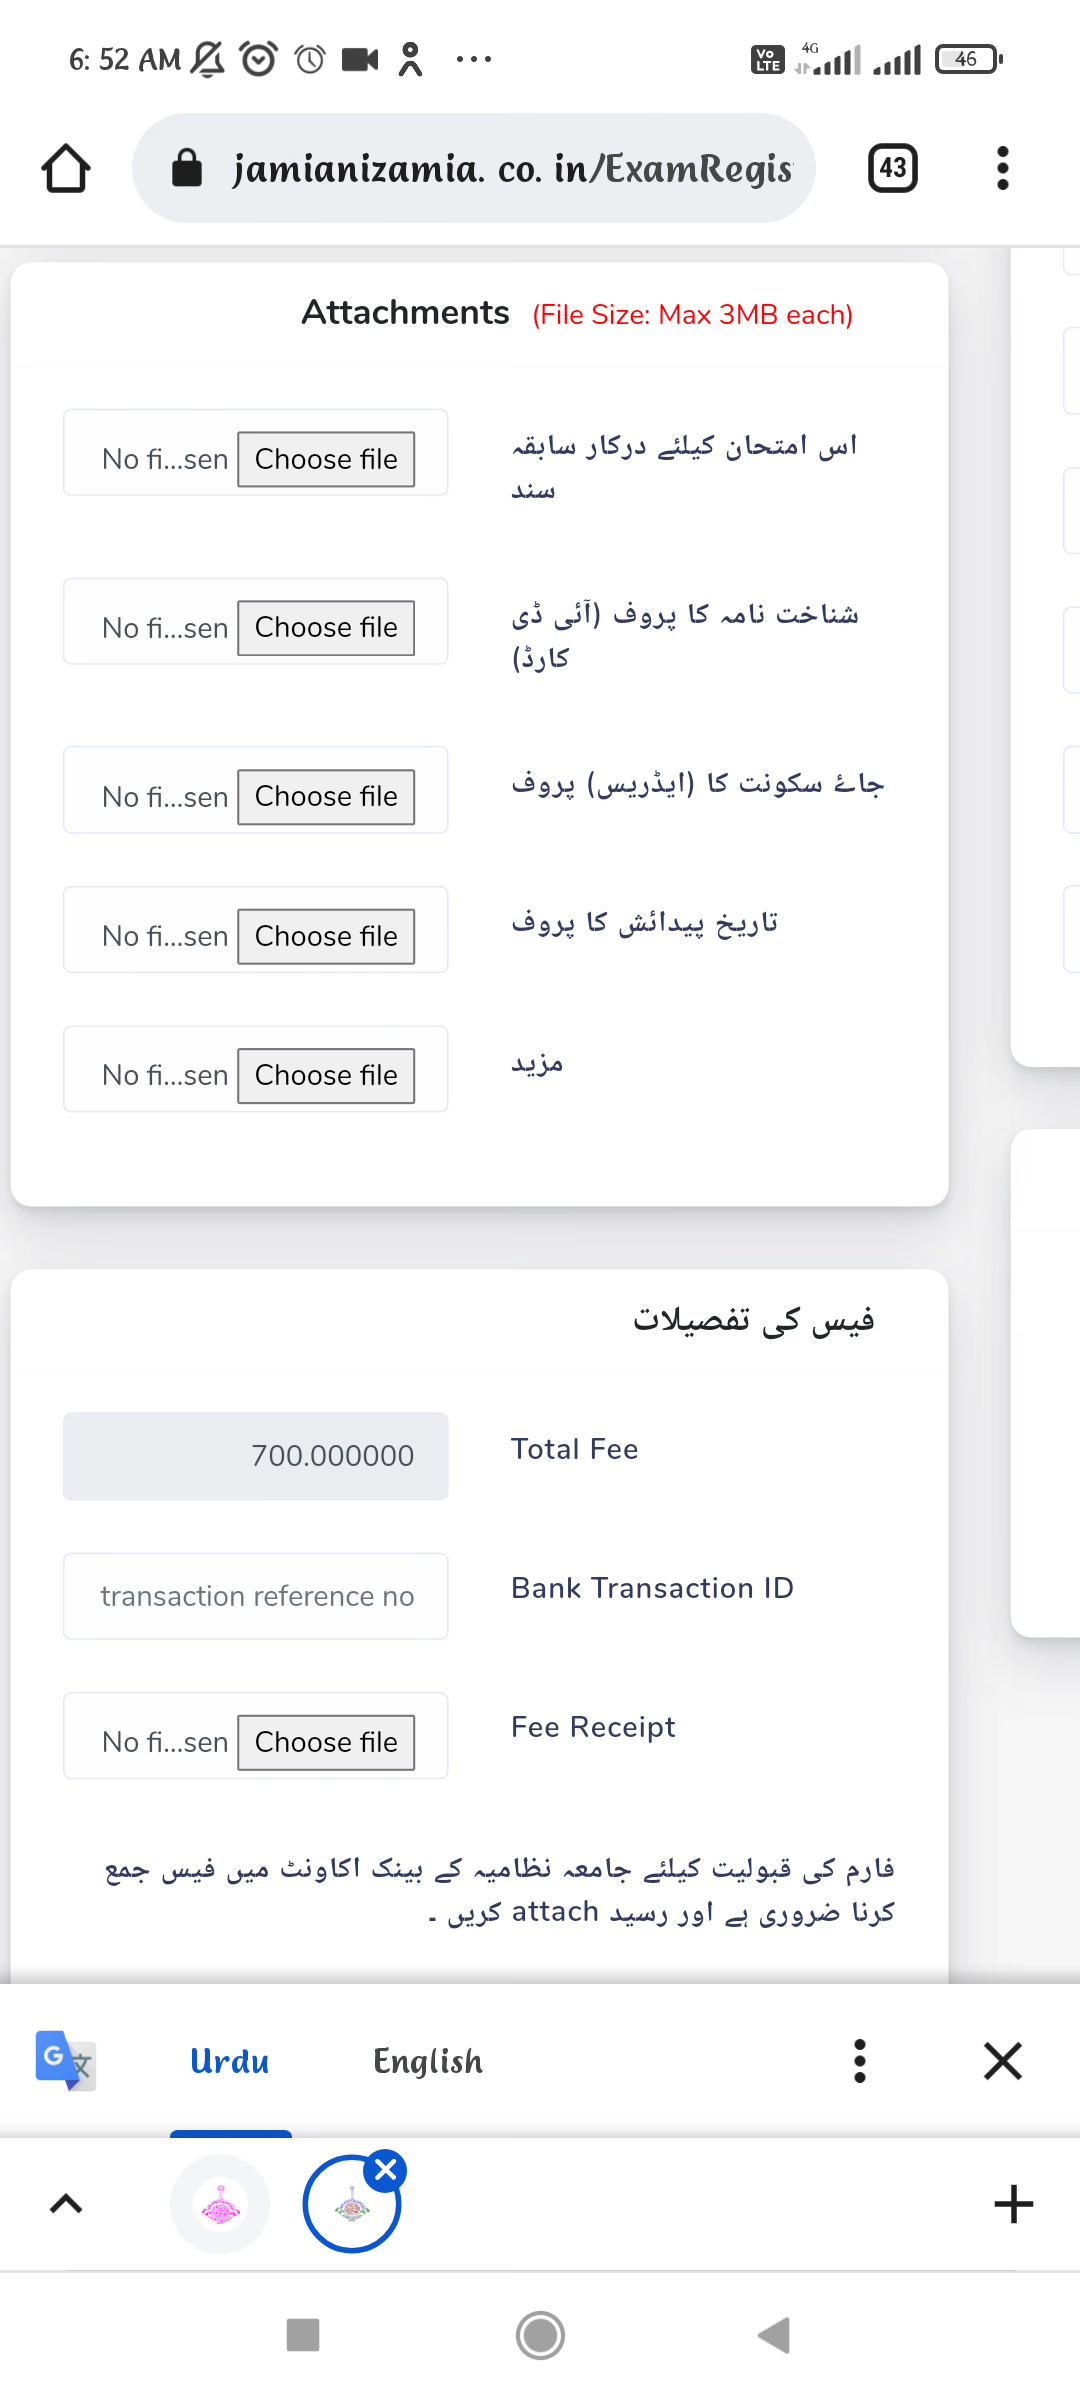 6: 52 AM
Vo LTE 4G 46
jamianizamia. co. in/ExamRegis
43
Attachments (File Size: Max 3MB each)
اس امتحان کیلئے درکار سابقہ
سند
No fi...sen Choose file
شناخت نامہ کا پروف (آئی ڈی
کارڈ)
No fi...sen Choose file
جائے سکونت کا (ایڈریس) پروف
No fi...sen Choose file
تاریخ پیدائش کا پروف
No fi...sen Choose file
مزید
No fi...sen Choose file
فیس کی تفصیلات
Total Fee
700.000000
Bank Transaction ID
transaction reference no
Fee Receipt
No fi...sen Choose file
فارم کی قبولیت کیلئے جامعہ نظامیہ کے بینک اکاونٹ میں فیس جمع
کرنا ضروری ہے اور رسید attach کریں ۔
Urdu English